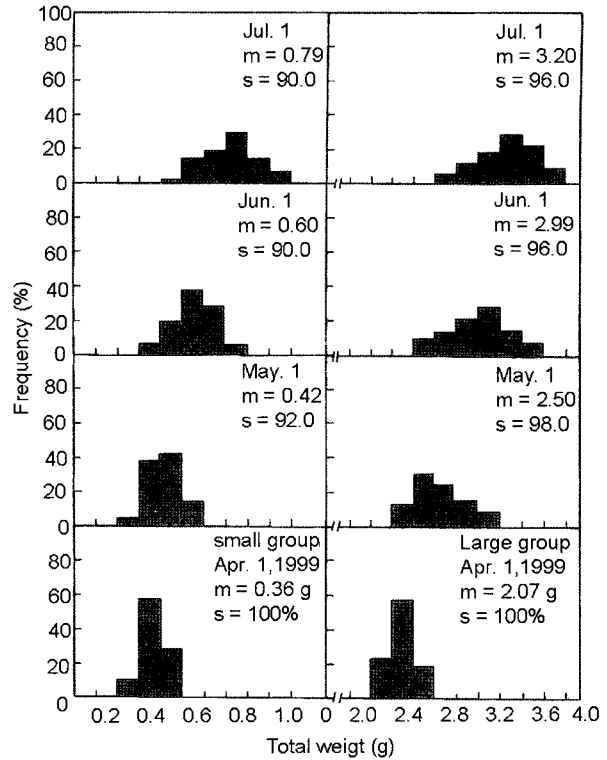 Frequency (%)
100
80
60
40
20
0
Jul. 1
m = 0.79
s = 90.0
Jul. 1
m = 3.20
s = 96.0
80
60
40
20
0
Jun. 1
m = 0.60
s = 90.0
Jun. 1
m = 2.99
s = 96.0
80
60
40
20
0
May. 1
m = 0.42
s = 92.0
May. 1
m = 2.50
s = 98.0
80
60
40
20
0
small group
Apr. 1,1999
m = 0.36 g
s = 100%
Large group
Apr. 1,1999
m = 2.07 g
s = 100%
0.2 0.4 0.6 0.8 1.0 0 2.0 2.4 2.8 3.2 3.6 4.0
Total weigt (g)